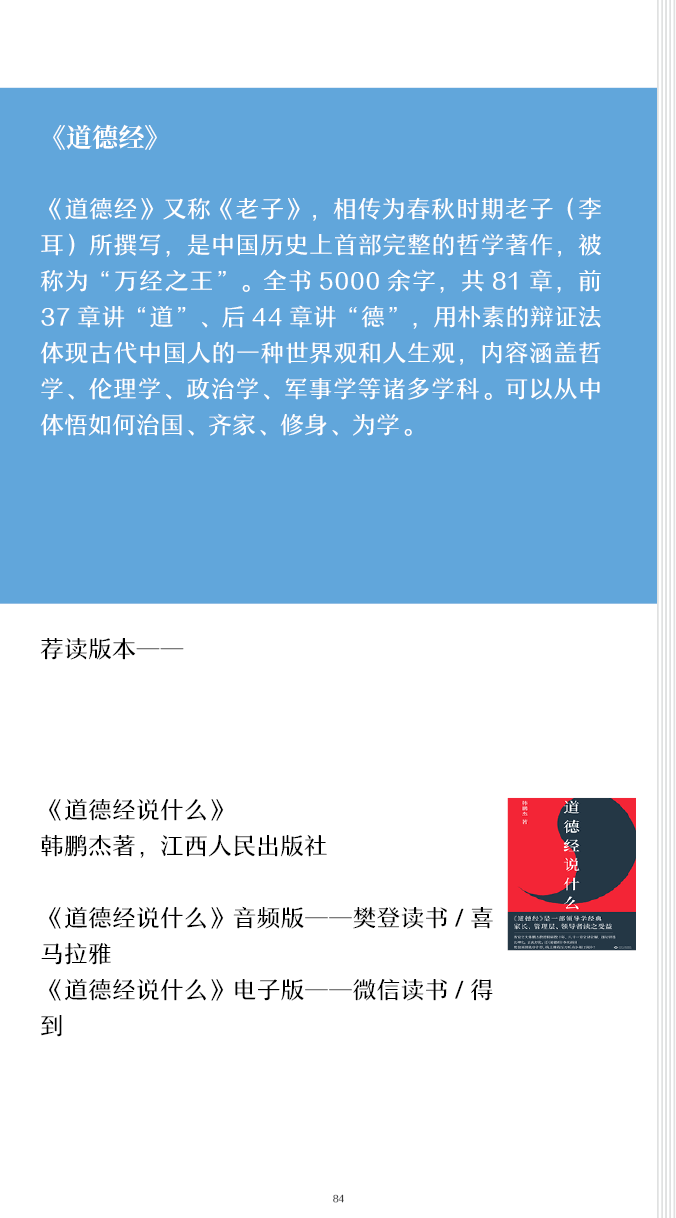 《道德经》
《道德经》又称《老子》，相传为春秋时期老子（李
耳）所撰写，是中国历史上首部完整的哲学著作，被
称为“万经之王”。全书 5000 余字，共 81 章，前
37 章讲“道”、后 44 章讲“德”，用朴素的辩证法
体现古代中国人的一种世界观和人生观，内容涵盖哲
学、伦理学、政治学、军事学等诸多学科。可以从中
体悟如何治国、齐家、修身、为学。
荐读版本——
《道德经说什么》
韩鹏杰著，江西人民出版社
《道德经说什么》音频版——樊登读书 / 喜
马拉雅
《道德经说什么》电子版——微信读书 / 得
到
韩鹏杰 著
道德经说什么
《道德经》是一部领导学经典
家长、管理层、领导者读之受益
84